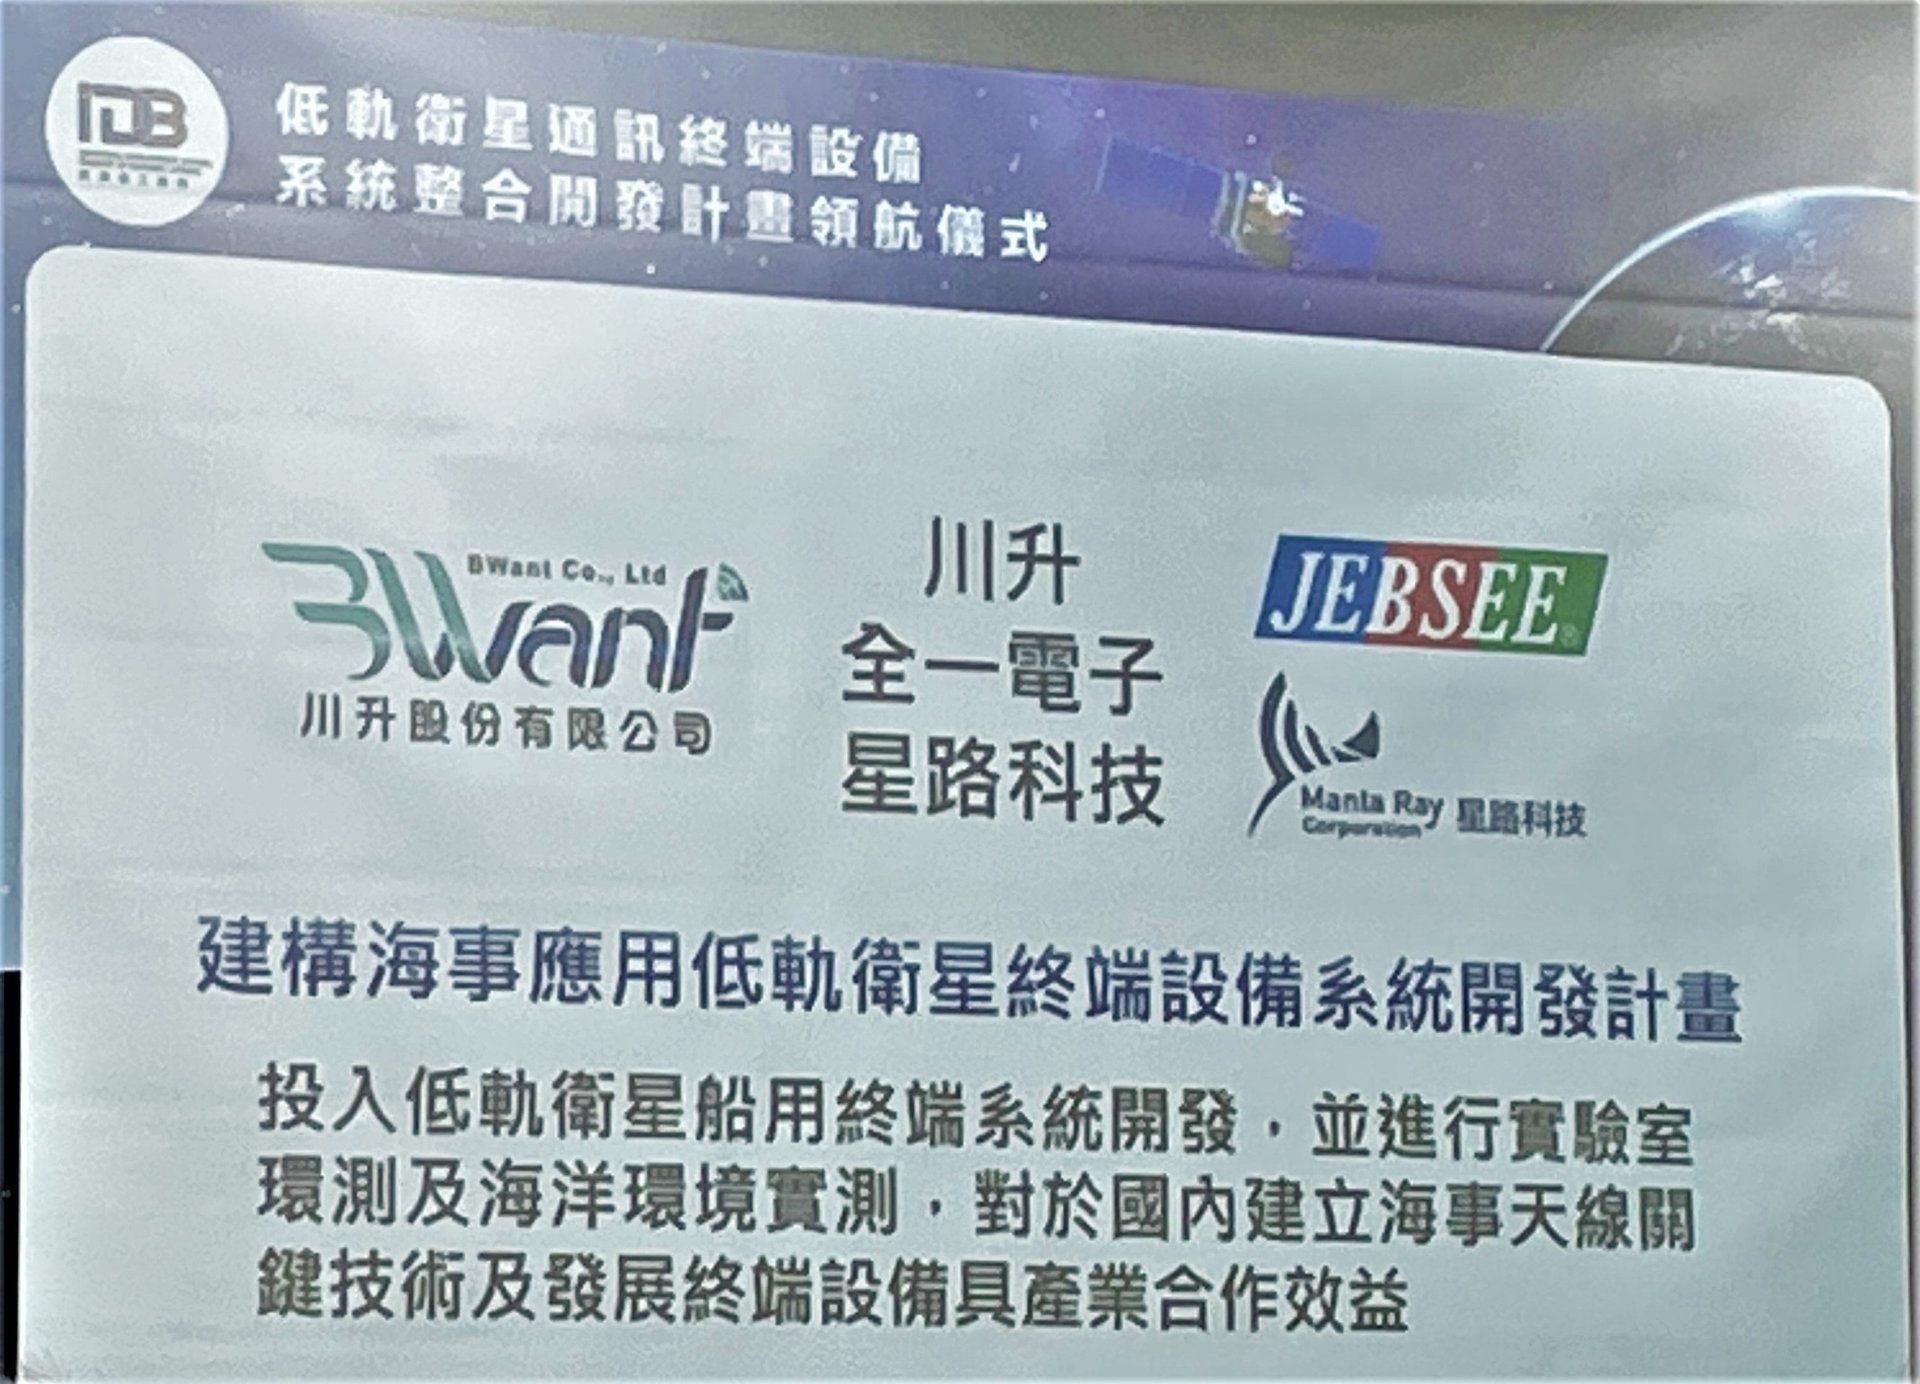 IDB
低軌衛星通訊終端設備
系統整合開發計畫領航儀式
BWant Co., Ltd
BWant
川升股份有限公司
川升
全一電子
星路科技
JEBSEE
Manta Ray 星路科技
Corporation
建構海事應用低軌衛星終端設備系統開發計畫
投入低軌衛星船用終端系統開發，並進行實驗室
環測及海洋環境實測，對於國內建立海事天線關
鍵技術及發展終端設備具產業合作效益